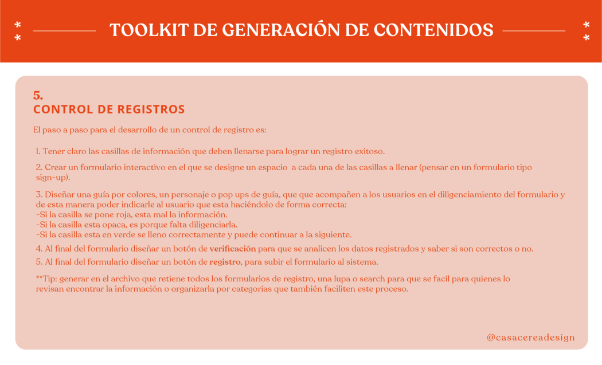 TOOLKIT DE GENERACIÓN DE CONTENIDOS
5.
CONTROL DE REGISTROS
El paso a paso para el desarrollo de un control de registro es:
1. Tener claro las casillas de información que deben llenarse para lograr un registro exitoso.
2. Crear un formulario interactivo en el que se designe un espacio a cada una de las casillas a llenar (pensar en un formulario tipo
sign-up).
3. Diseñar una guía por colores, un personaje o pop ups de guía, que que acompañen a los usuarios en el diligenciamiento del formulario y
de esta manera poder indicarle al usuario que esta haciéndolo de forma correcta:
-Si la casilla se pone roja, esta mal la información.
-Si la casilla esta opaca, es porque falta diligenciarla.
-Si la casilla esta en verde se lleno correctamente y puede continuar a la siguiente.
4. Al final del formulario diseñar un botón de verificación para que se analicen los datos registrados y saber si son correctos o no.
5. Al final del formulario diseñar un botón de registro, para subir el formulario al sistema.
**Tip: generar en el archivo que retiene todos los formularios de registro, una lupa o search para que se facil para quienes lo
revisan encontrar la información o organizarla por categorías que también faciliten este proceso.
@casacereadesign